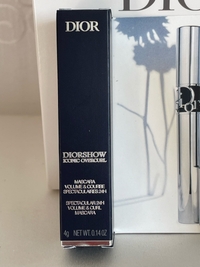 DIOR
DIORSHOW
ICONIC OVERCURL
MASCARA
VOLUME & COURBE
SPECTACULAIRES 24H
SPECTACULAR 24H
VOLUME & CURL
MASCARA
4g NET WT. 0.14 OZ
DIOR